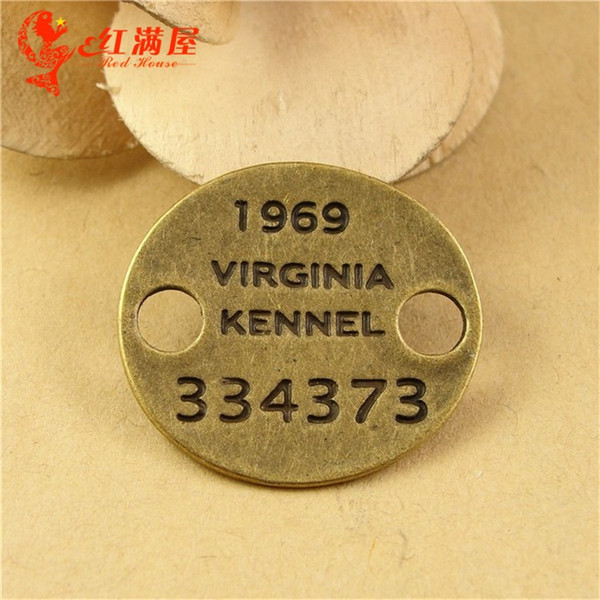 红满屋
Red House
1969
VIRGINIA
KENNEL
334373